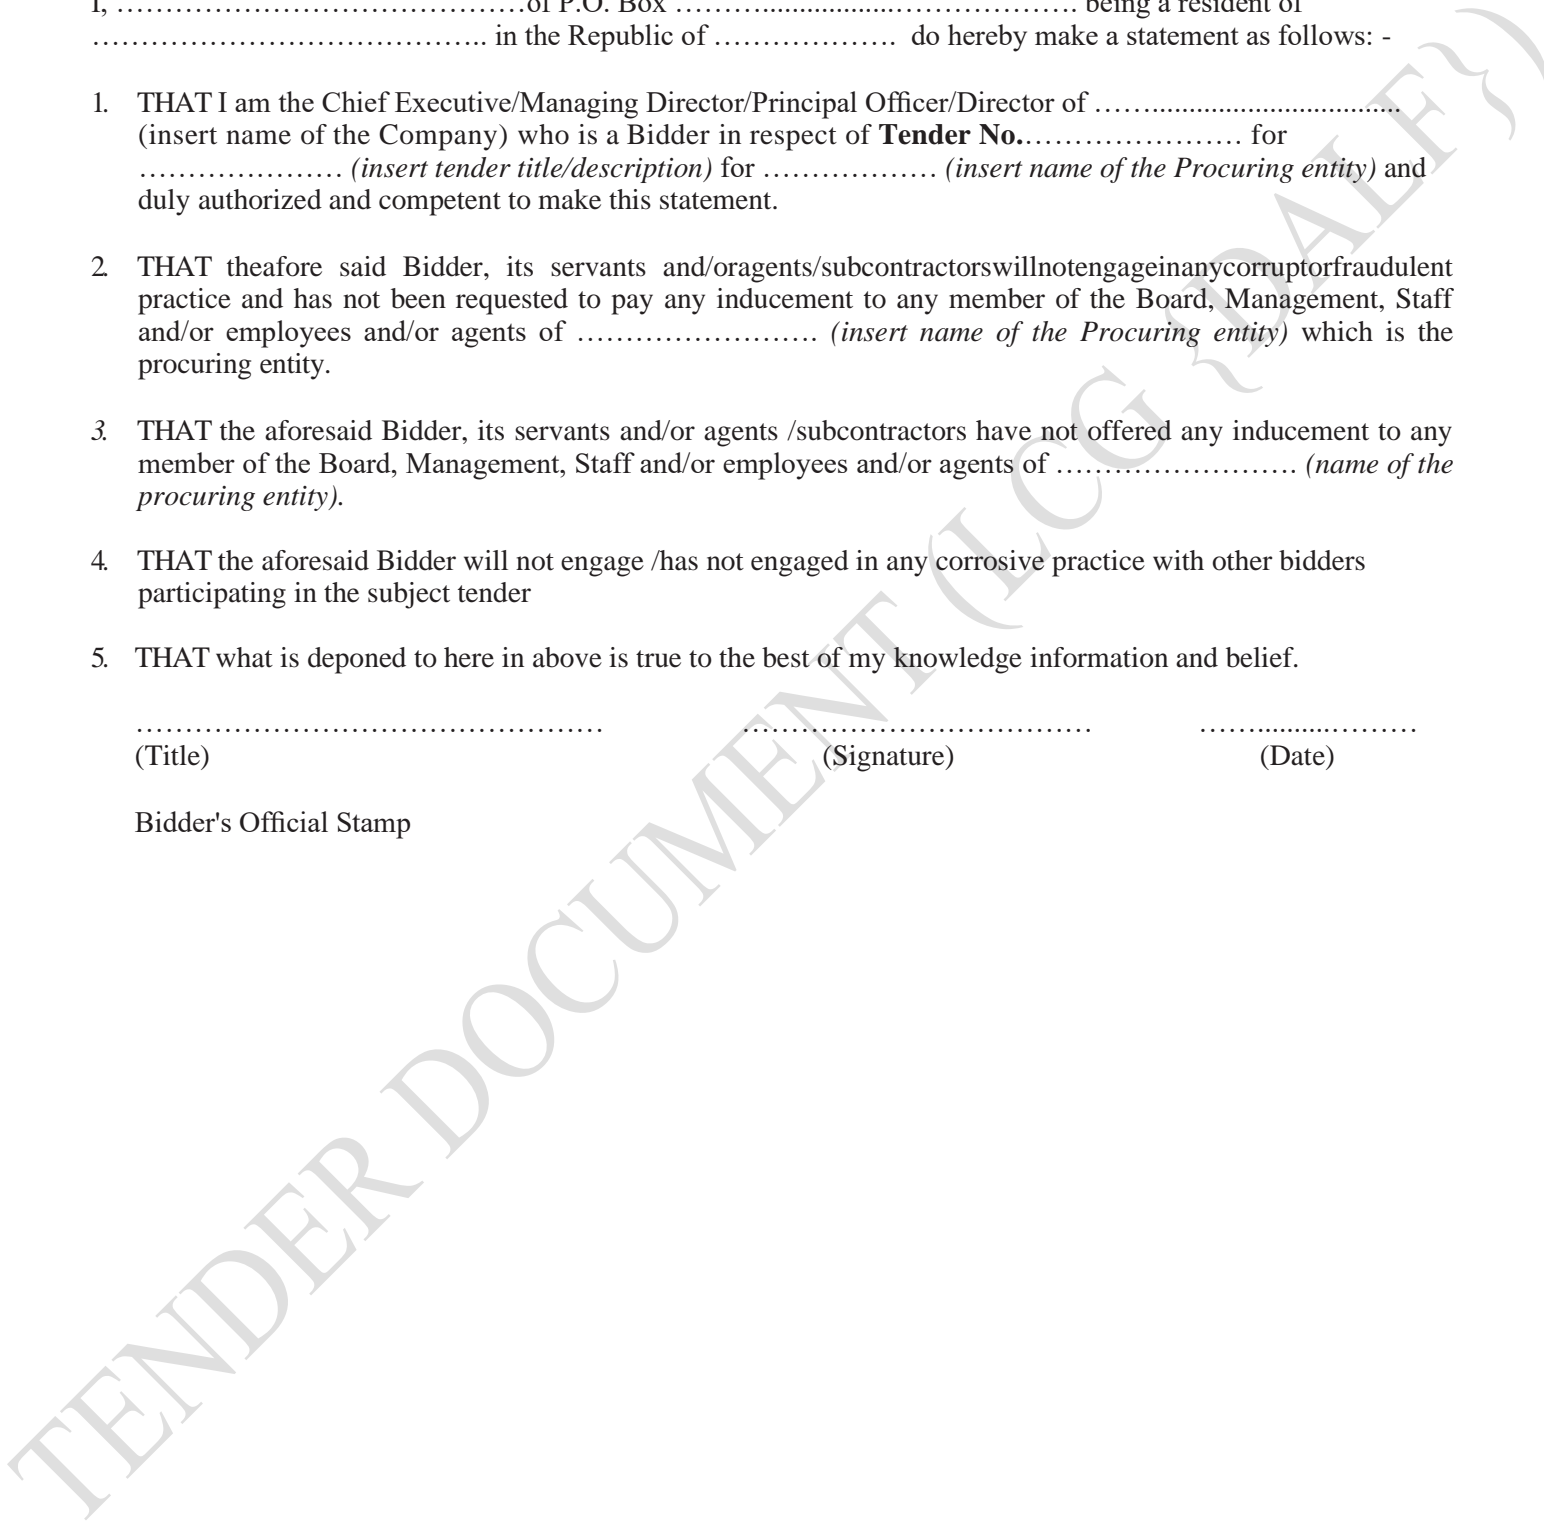 I, ……………………………………of P.O. Box ………....................………………. being a resident of
………………………………….. in the Republic of ………………. do hereby make a statement as follows: -
1. THAT I am the Chief Executive/Managing Director/Principal Officer/Director of ……..................................
(insert name of the Company) who is a Bidder in respect of Tender No.………………….  for
………………… (insert tender title/description) for ……………… (insert name of the Procuring entity) and
duly authorized and competent to make this statement.
2. THAT theafore said Bidder, its servants and/oragents/subcontractorswillnotengageinanycorruptorfraudulent
practice and has not been requested to pay any inducement to any member of the Board, Management, Staff
and/or employees and/or agents of ……………………. (insert name of the Procuring entity) which is the
procuring entity.
3. THAT the aforesaid Bidder, its servants and/or agents /subcontractors have not offered any inducement to any
member of the Board, Management, Staff and/or employees and/or agents of ……………………. (name of the
procuring entity).
4. THAT the aforesaid Bidder will not engage /has not engaged in any corrosive practice with other bidders
participating in the subject tender
5. THAT what is deponed to here in above is true to the best of my knowledge information and belief.
………………………………………… ……………………………… ……..........………
(Title) (Signature) (Date)
Bidder's Official Stamp
TENDER DOCUMENT (LCG {DALF})